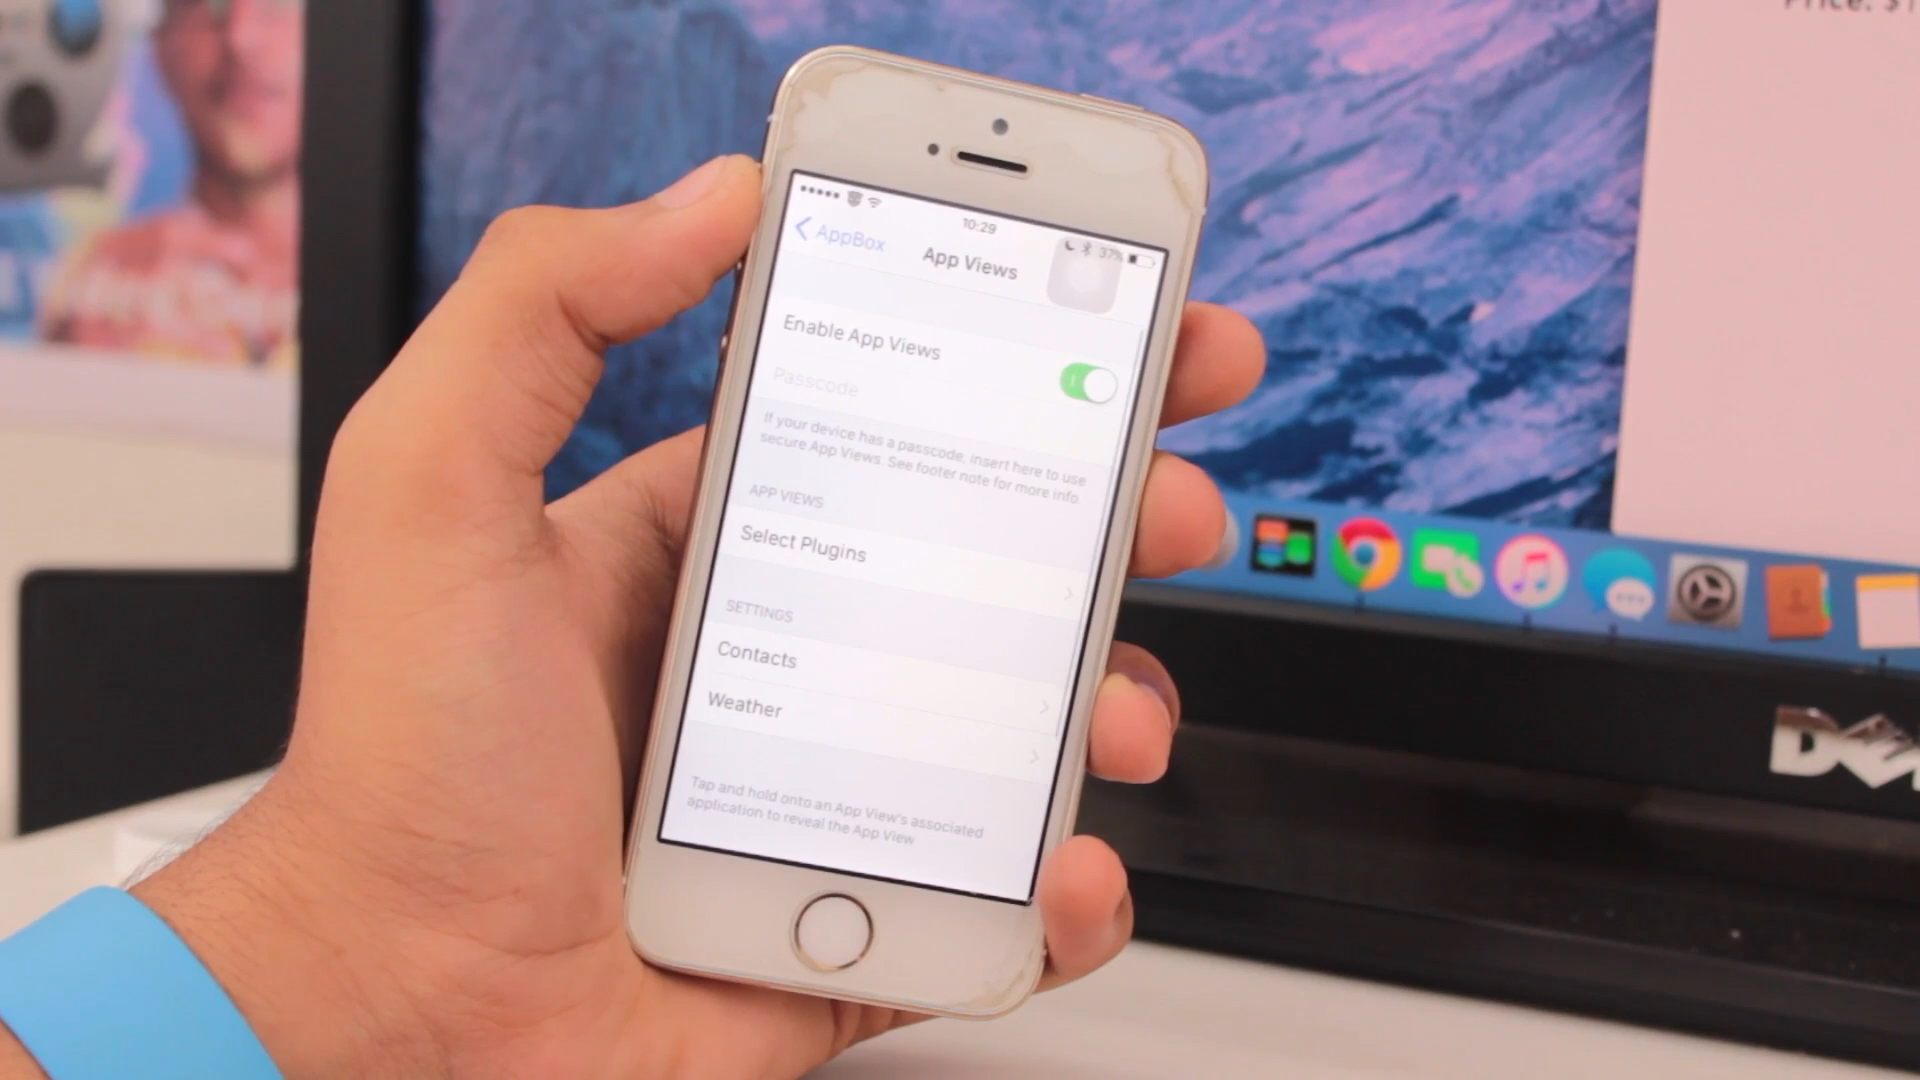 Price: $1
10:29
37%
AppBox
App Views
Enable App Views
Passcode
If your device has a passcode, insert here to use
secure App Views. See footer note for more info
APP VIEWS
Select Plugins
SETTINGS
Contacts
Weather
Tap and hold onto an App View's associated
application to reveal the App View